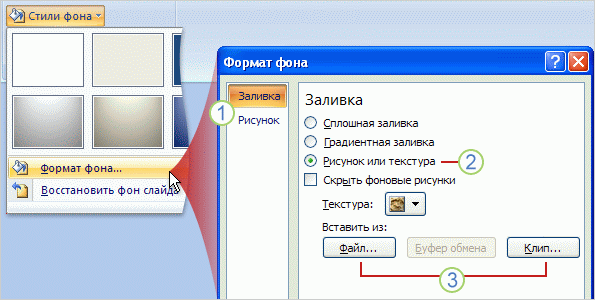 Стили фона
Формат фона...
Восстановить фон слайда
Формат фона
?
Заливка
1
Рисунок
Заливка
Сплошная заливка
Градиентная заливка
Рисунок или текстура
2
Скрыть фоновые рисунки
Текстура:
Вставить из:
Файл... Буфер обмена Клип...
3